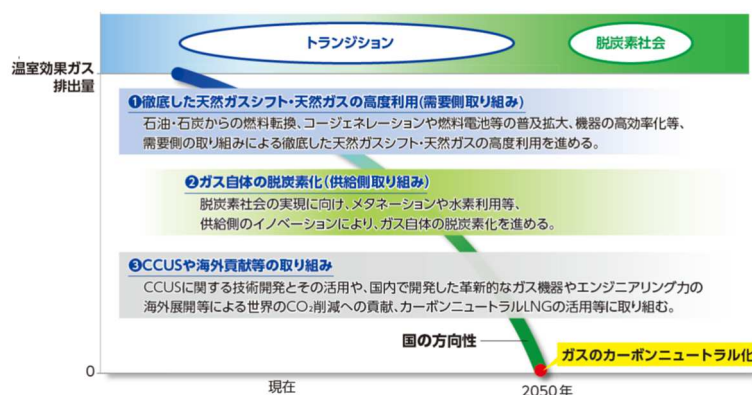 トランジション
脱炭素社会
温室効果ガス
排出量
❶徹底した天然ガスシフト・天然ガスの高度利用(需要側取り組み)
石油・石炭からの燃料転換、コージェネレーションや燃料電池等の普及拡大、機器の高効率化等、
需要側の取り組みによる徹底した天然ガスシフト・天然ガスの高度利用を進める。
❷ガス自体の脱炭素化(供給側取り組み)
脱炭素社会の実現に向け、メタネーションや水素利用等、
供給側のイノベーションにより、ガス自体の脱炭素化を進める。
❸CCUSや海外貢献等の取り組み
CCUSに関する技術開発とその活用や、国内で開発した革新的なガス機器やエンジニアリング力の
海外展開等による世界のCO₂削減への貢献、カーボンニュートラルLNGの活用等に取り組む。
国の方向性
ガスのカーボンニュートラル化
0
現在
2050年